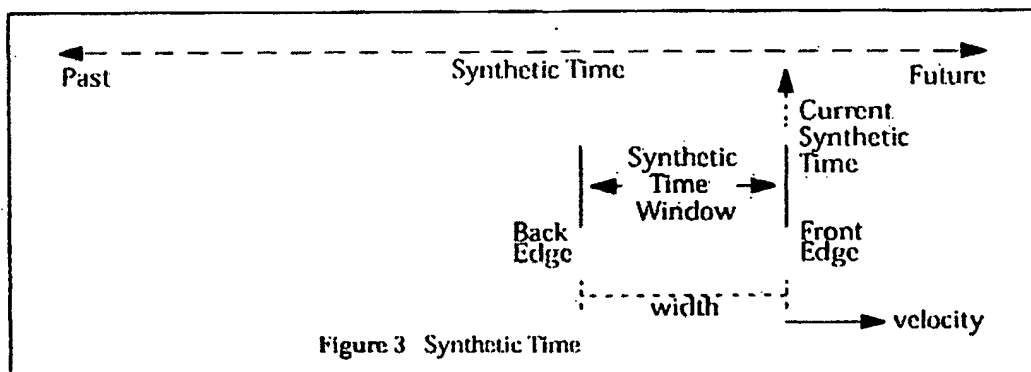 Past
Synthetic Time
Future
Current
Synthetic
Time
Synthetic
Time
Window
Back
Edge
Front
Edge
width
velocity
Figure 3 Synthetic Time